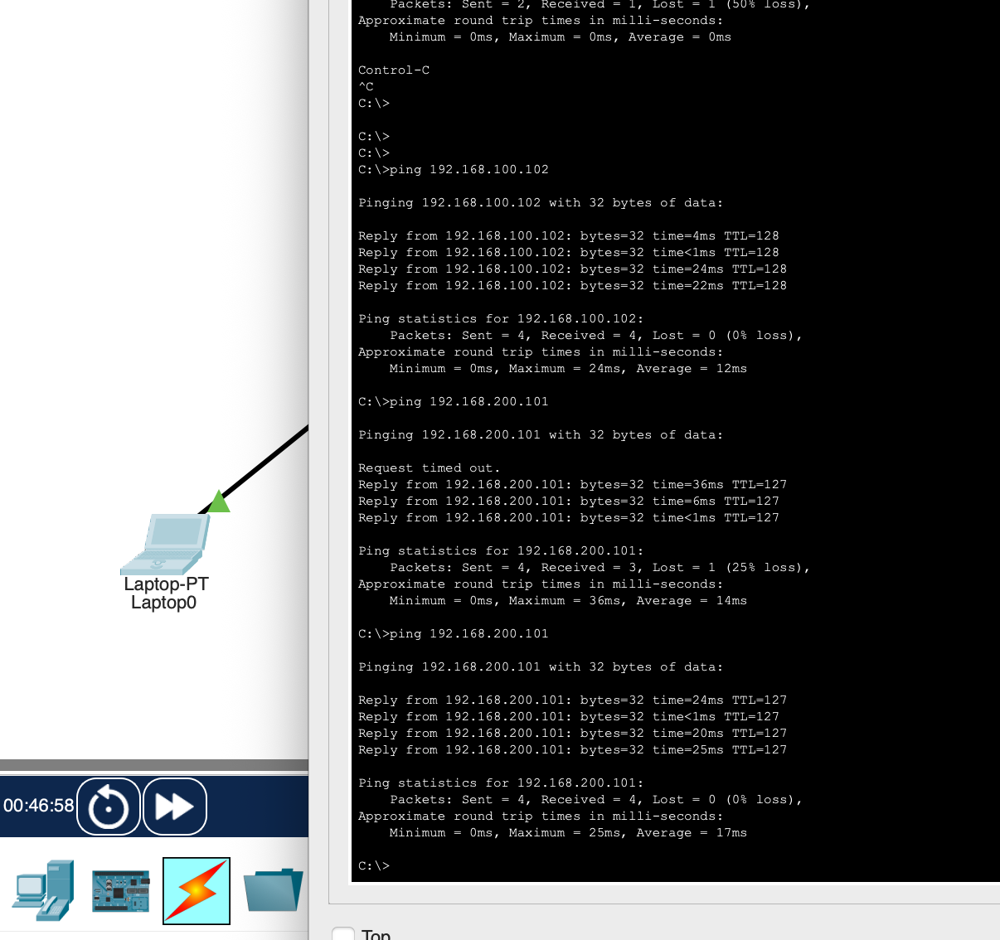 Packets: Sent = 2, Received = 1, Lost = 1 (50% loss),
Approximate round trip times in milli-seconds:
Minimum = 0ms, Maximum = 0ms, Average = 0ms
Control-C
^C
C:\>
C:\>
C:\>
C:\>ping 192.168.100.102
Pinging 192.168.100.102 with 32 bytes of data:
Reply from 192.168.100.102: bytes=32 time=4ms TTL=128
Reply from 192.168.100.102: bytes=32 time<1ms TTL=128
Reply from 192.168.100.102: bytes=32 time=24ms TTL=128
Reply from 192.168.100.102: bytes=32 time=22ms TTL=128
Ping statistics for 192.168.100.102:
Packets: Sent = 4, Received = 4, Lost = 0 (0% loss),
Approximate round trip times in milli-seconds:
Minimum = 0ms, Maximum = 24ms, Average = 12ms
C:\>ping 192.168.200.101
Pinging 192.168.200.101 with 32 bytes of data:
Request timed out.
Reply from 192.168.200.101: bytes=32 time=36ms TTL=127
Reply from 192.168.200.101: bytes=32 time=6ms TTL=127
Reply from 192.168.200.101: bytes=32 time<1ms TTL=127
Ping statistics for 192.168.200.101:
Packets: Sent = 4, Received = 3, Lost = 1 (25% loss),
Approximate round trip times in milli-seconds:
Minimum = 0ms, Maximum = 36ms, Average = 14ms
C:\>ping 192.168.200.101
Pinging 192.168.200.101 with 32 bytes of data:
Reply from 192.168.200.101: bytes=32 time=24ms TTL=127
Reply from 192.168.200.101: bytes=32 time<1ms TTL=127
Reply from 192.168.200.101: bytes=32 time=20ms TTL=127
Reply from 192.168.200.101: bytes=32 time=25ms TTL=127
Ping statistics for 192.168.200.101:
Packets: Sent = 4, Received = 4, Lost = 0 (0% loss),
Approximate round trip times in milli-seconds:
Minimum = 0ms, Maximum = 25ms, Average = 17ms
C:\>
Laptop-PT
Laptop0
00:46:58
Top